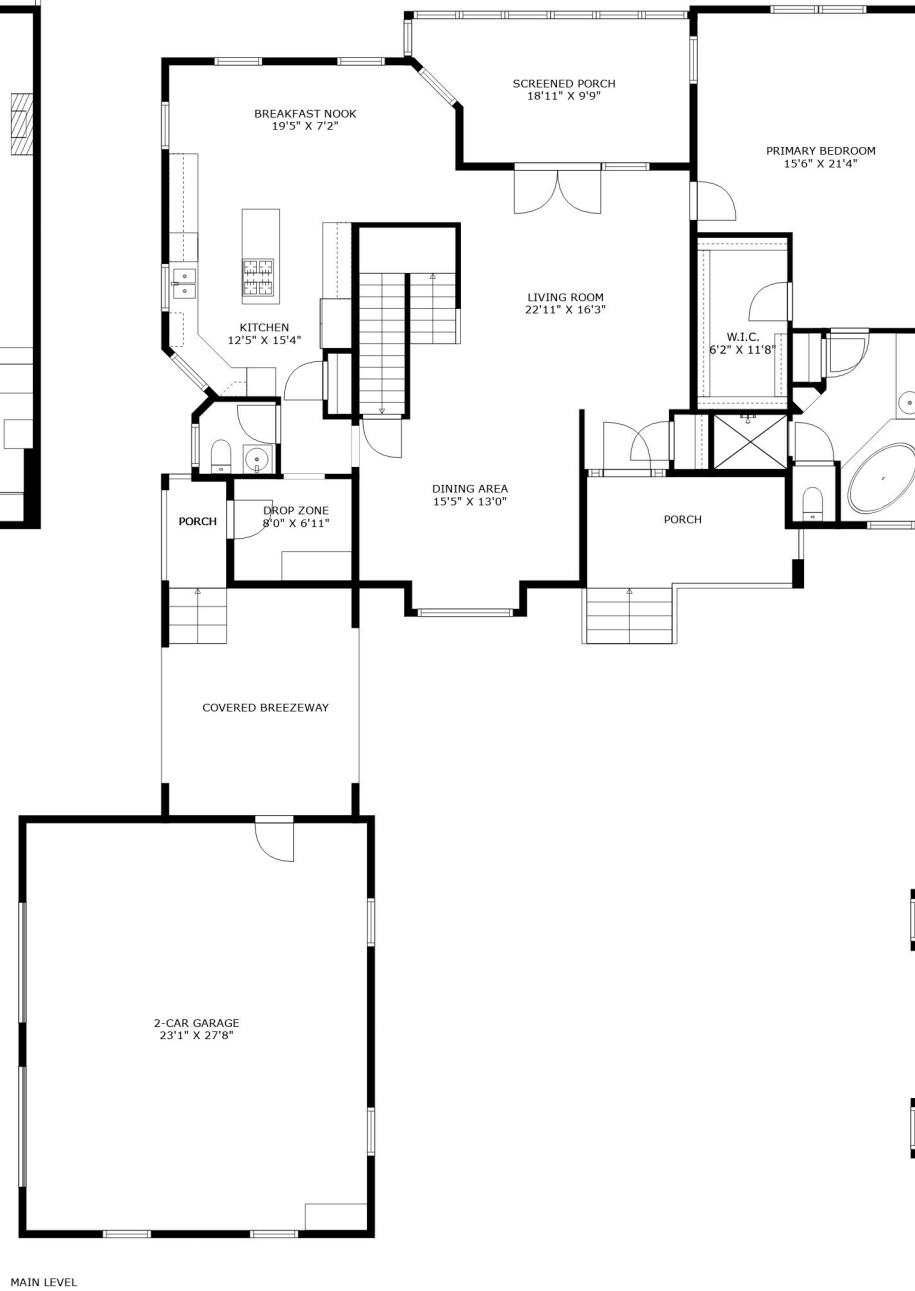 SCREENED PORCH
18'11" X 9'9"
BREAKFAST NOOK
19'5" X 7'2"
PRIMARY BEDROOM
15'6" X 21'4"
LIVING ROOM
22'11" X 16'3"
KITCHEN
12'5" X 15'4"
W.I.C.
6'2" X 11'8"
DINING AREA
15'5" X 13'0"
PORCH
DROP ZONE
8'0" X 6'11"
PORCH
COVERED BREEZEWAY
2-CAR GARAGE
23'1" X 27'8"
MAIN LEVEL